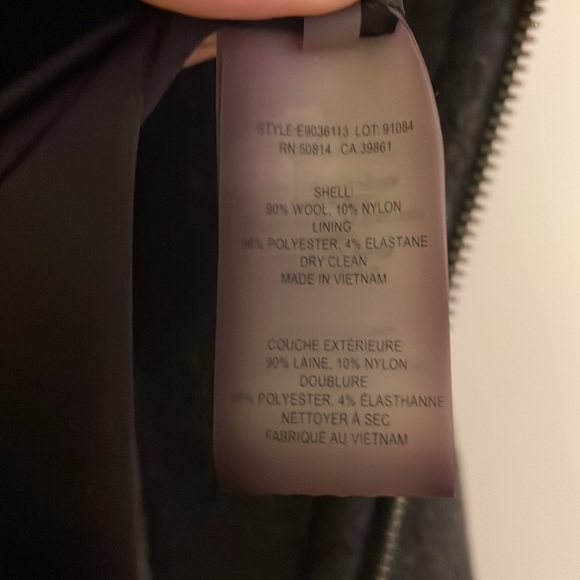 STYLE:E9036113 LOT: 91084
RN:50814 CA:39861
SHELL:
90% WOOL, 10% NYLON
LINING
96% POLYESTER, 4% ELASTANE
DRY CLEAN
MADE IN VIETNAM
COUCHE EXTÉRIEURE
90% LAINE, 10% NYLON
DOUBLURE
POLYESTER, 4% ÉLASTHANNE
NETTOYER À SEC
FABRIQUÉ AU VIETNAM